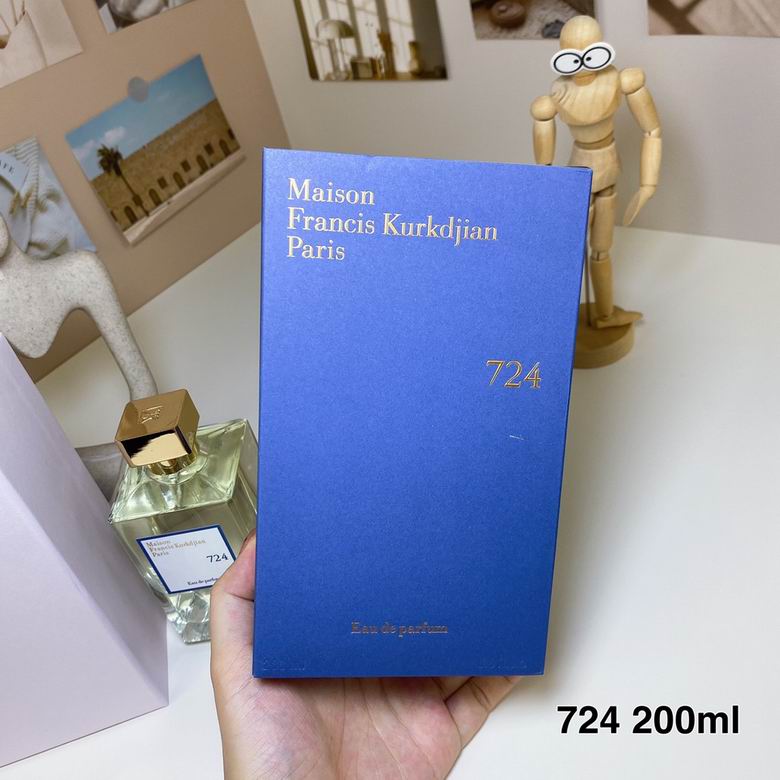 Maison
Francis Kurkdjian
Paris
724
Eau de parfum
Maison
Francis Kurkdjian
Paris
724
Eau de parfum
724 200ml